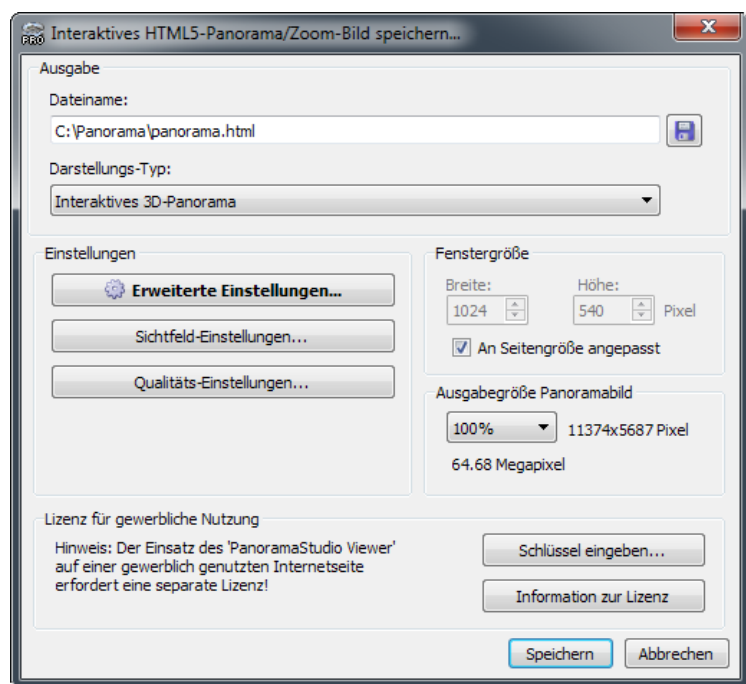 PRO Interaktives HTML5-Panorama/Zoom-Bild speichern...
Ausgabe
Dateiname:
C:\Panorama\panorama.html
Darstellungs-Typ:
Interaktives 3D-Panorama
Einstellungen
Erweiterte Einstellungen...
Sichtfeld-Einstellungen...
Qualitäts-Einstellungen...
Fenstergröße
Breite: Höhe:
1024 540 Pixel
An Seitengröße angepasst
Ausgabegröße Panoramabild
100% 11374x5687 Pixel
64.68 Megapixel
Lizenz für gewerbliche Nutzung
Hinweis: Der Einsatz des 'PanoramaStudio Viewer'
auf einer gewerblich genutzten Internetseite
erfordert eine separate Lizenz!
Schlüssel eingeben...
Information zur Lizenz
Speichern Abbrechen